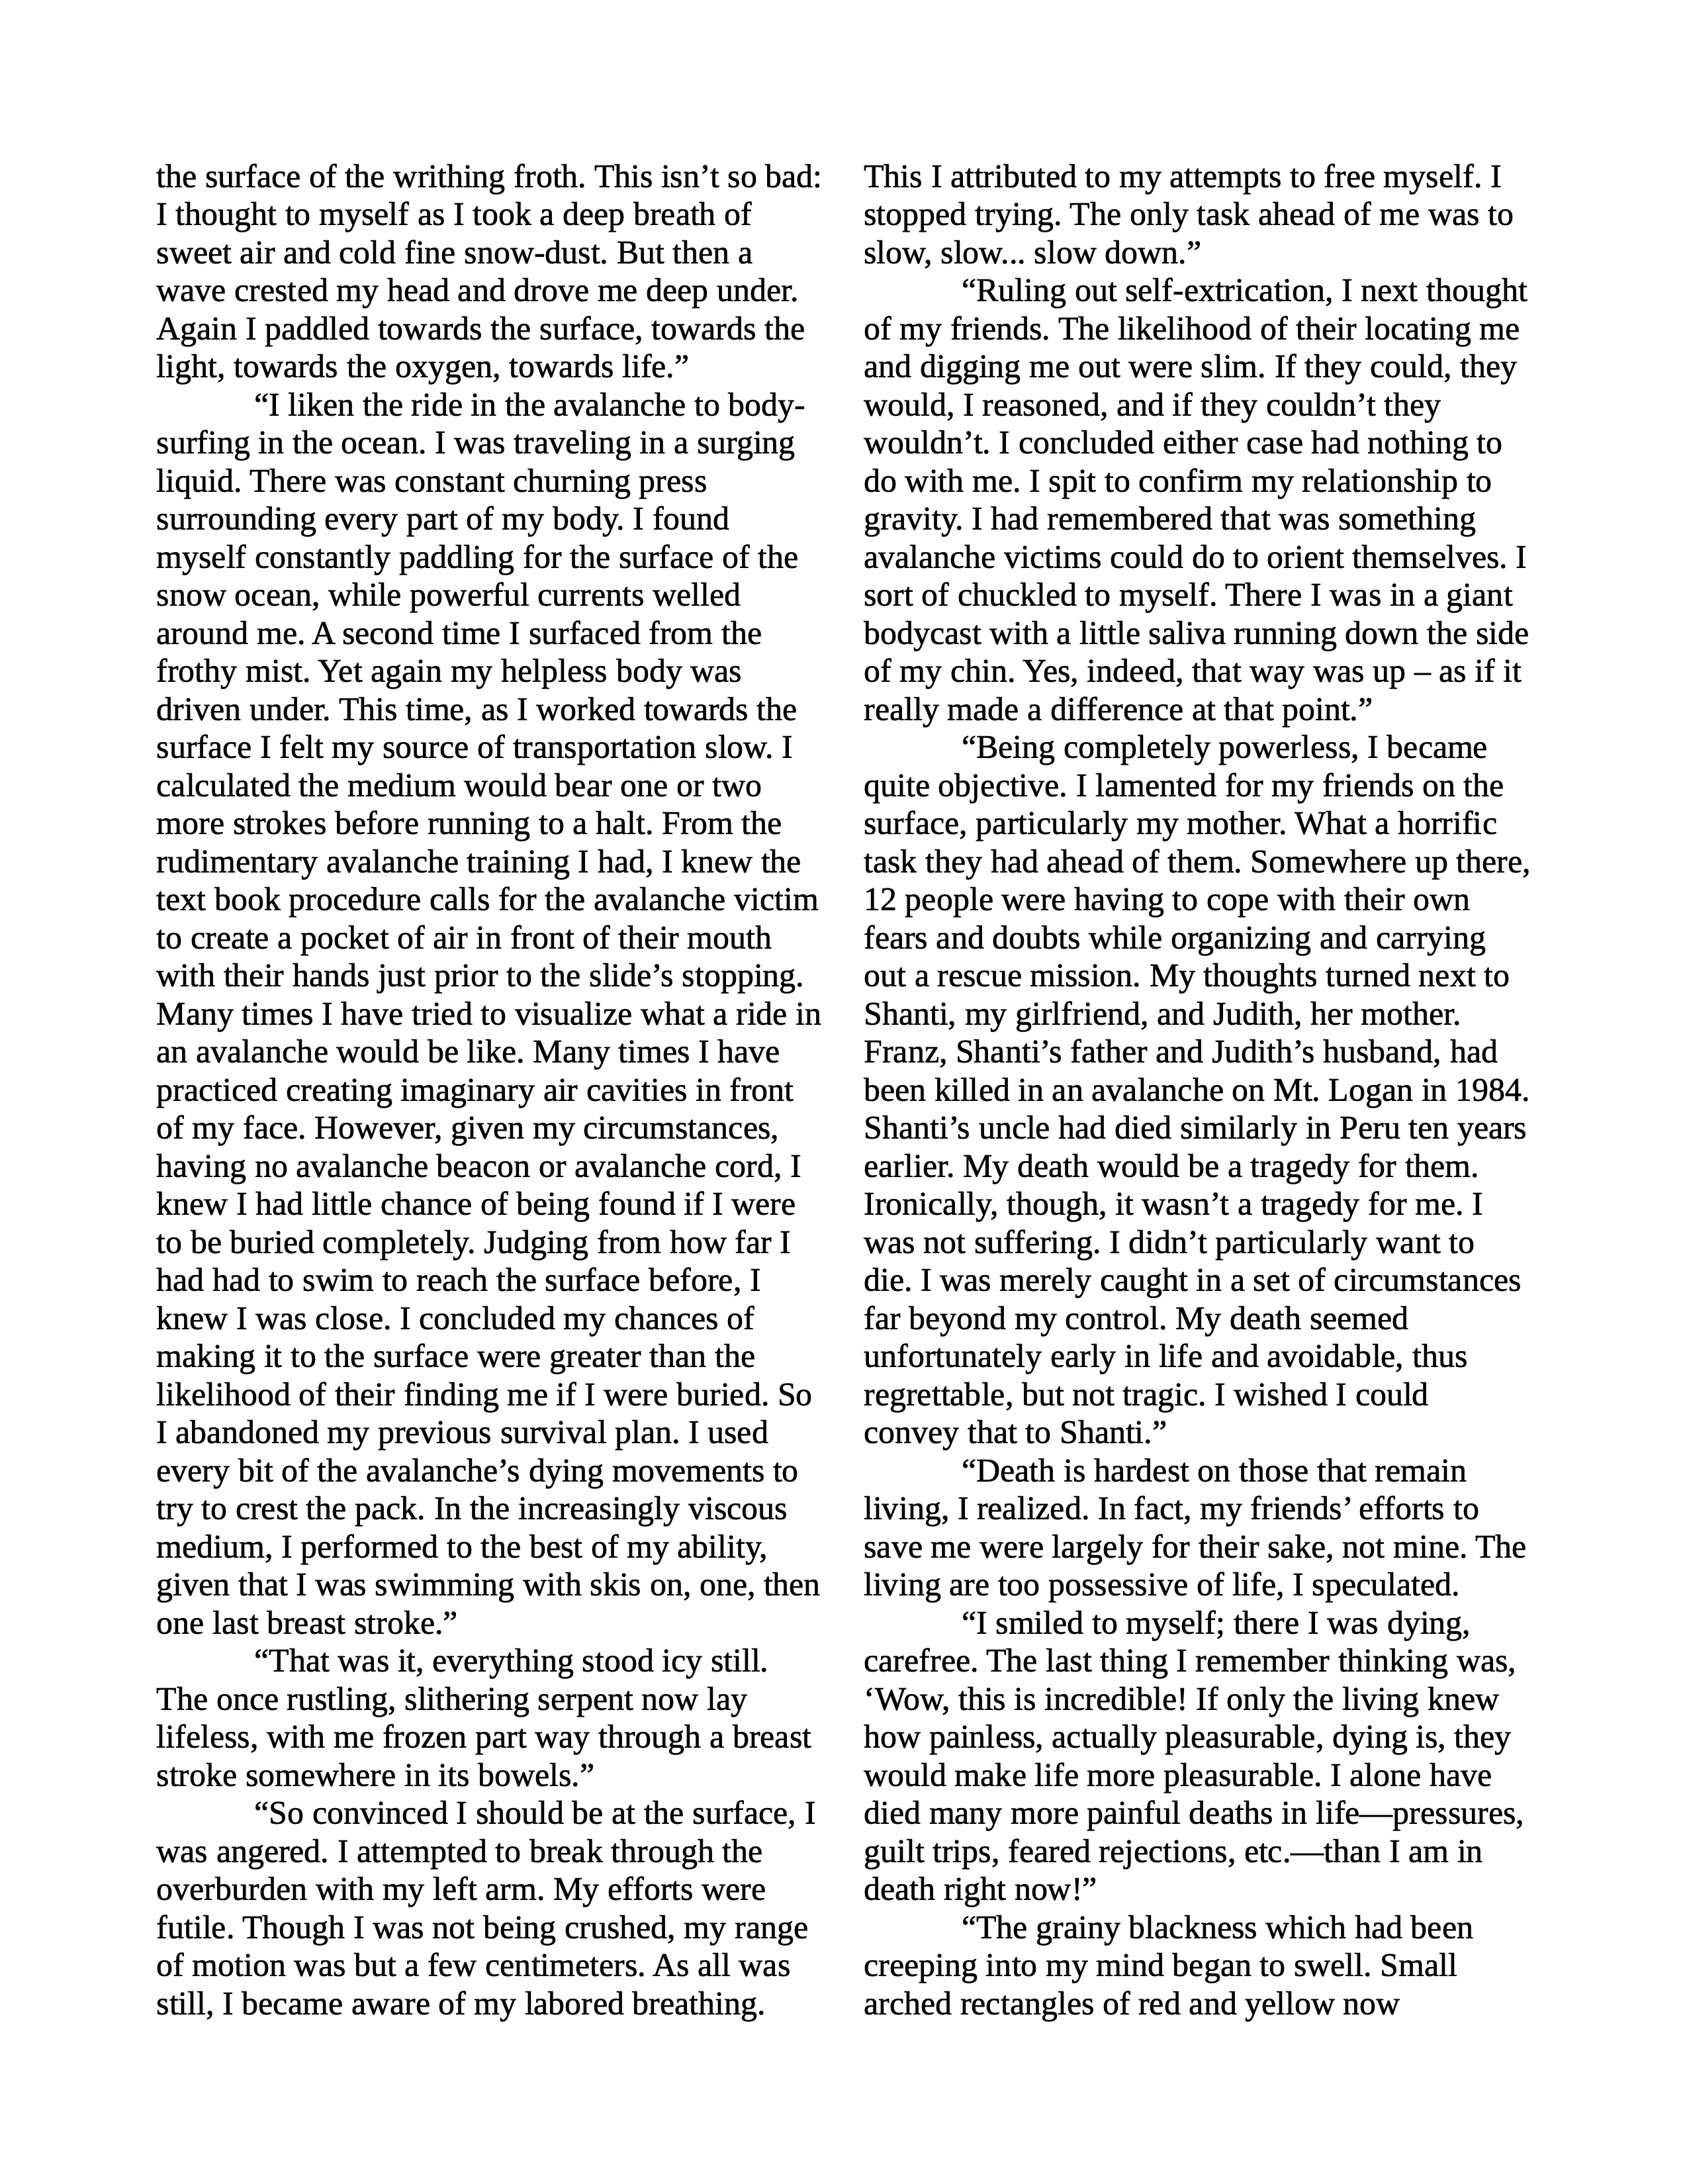 the surface of the writhing froth. This isn’t so bad:
I thought to myself as I took a deep breath of
sweet air and cold fine snow-dust. But then a
wave crested my head and drove me deep under.
Again I paddled towards the surface, towards the
light, towards the oxygen, towards life.”
“I liken the ride in the avalanche to body-
surfing in the ocean. I was traveling in a surging
liquid. There was constant churning press
surrounding every part of my body. I found
myself constantly paddling for the surface of the
snow ocean, while powerful currents welled
around me. A second time I surfaced from the
frothy mist. Yet again my helpless body was
driven under. This time, as I worked towards the
surface I felt my source of transportation slow. I
calculated the medium would bear one or two
more strokes before running to a halt. From the
rudimentary avalanche training I had, I knew the
text book procedure calls for the avalanche victim
to create a pocket of air in front of their mouth
with their hands just prior to the slide’s stopping.
Many times I have tried to visualize what a ride in
an avalanche would be like. Many times I have
practiced creating imaginary air cavities in front
of my face. However, given my circumstances,
having no avalanche beacon or avalanche cord, I
knew I had little chance of being found if I were
to be buried completely. Judging from how far I
had had to swim to reach the surface before, I
knew I was close. I concluded my chances of
making it to the surface were greater than the
likelihood of their finding me if I were buried. So
I abandoned my previous survival plan. I used
every bit of the avalanche’s dying movements to
try to crest the pack. In the increasingly viscous
medium, I performed to the best of my ability,
given that I was swimming with skis on, one, then
one last breast stroke.”
“That was it, everything stood icy still.
The once rustling, slithering serpent now lay
lifeless, with me frozen part way through a breast
stroke somewhere in its bowels.”
“So convinced I should be at the surface, I
was angered. I attempted to break through the
overburden with my left arm. My efforts were
futile. Though I was not being crushed, my range
of motion was but a few centimeters. As all was
still, I became aware of my labored breathing.
This I attributed to my attempts to free myself. I
stopped trying. The only task ahead of me was to
slow, slow... slow down.”
“Ruling out self-extrication, I next thought
of my friends. The likelihood of their locating me
and digging me out were slim. If they could, they
would, I reasoned, and if they couldn’t they
wouldn’t. I concluded either case had nothing to
do with me. I spit to confirm my relationship to
gravity. I had remembered that was something
avalanche victims could do to orient themselves. I
sort of chuckled to myself. There I was in a giant
bodycast with a little saliva running down the side
of my chin. Yes, indeed, that way was up – as if it
really made a difference at that point.”
“Being completely powerless, I became
quite objective. I lamented for my friends on the
surface, particularly my mother. What a horrific
task they had ahead of them. Somewhere up there,
12 people were having to cope with their own
fears and doubts while organizing and carrying
out a rescue mission. My thoughts turned next to
Shanti, my girlfriend, and Judith, her mother.
Franz, Shanti’s father and Judith’s husband, had
been killed in an avalanche on Mt. Logan in 1984.
Shanti’s uncle had died similarly in Peru ten years
earlier. My death would be a tragedy for them.
Ironically, though, it wasn’t a tragedy for me. I
was not suffering. I didn’t particularly want to
die. I was merely caught in a set of circumstances
far beyond my control. My death seemed
unfortunately early in life and avoidable, thus
regrettable, but not tragic. I wished I could
convey that to Shanti.”
“Death is hardest on those that remain
living, I realized. In fact, my friends’ efforts to
save me were largely for their sake, not mine. The
living are too possessive of life, I speculated.
“I smiled to myself; there I was dying,
carefree. The last thing I remember thinking was,
‘Wow, this is incredible! If only the living knew
how painless, actually pleasurable, dying is, they
would make life more pleasurable. I alone have
died many more painful deaths in life—pressures,
guilt trips, feared rejections, etc.—than I am in
death right now!”
“The grainy blackness which had been
creeping into my mind began to swell. Small
arched rectangles of red and yellow now